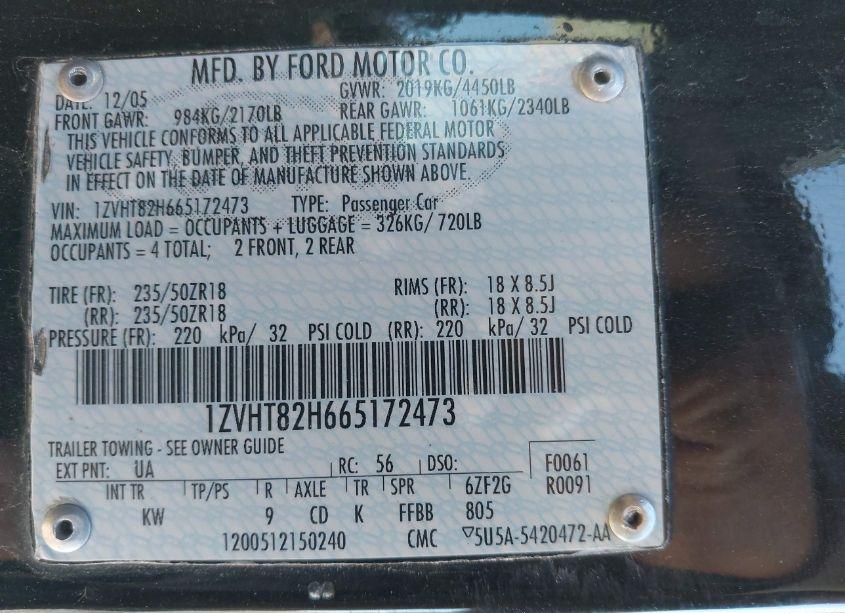 MFD. BY FORD MOTOR CO.
DATE: 12/05 GVWR: 2019KG/4450LB
FRONT GAWR: 984KG/2170LB REAR GAWR: 1061KG/2340LB
THIS VEHICLE CONFORMS TO ALL APPLICABLE FEDERAL MOTOR
VEHICLE SAFETY, BUMPER, AND THEFT PREVENTION STANDARDS
IN EFFECT ON THE DATE OF MANUFACTURE SHOWN ABOVE.
VIN: 1ZVHT82H665172473 TYPE: Passenger Car
MAXIMUM LOAD = OCCUPANTS + LUGGAGE = 326KG/ 720LB
OCCUPANTS = 4 TOTAL; 2 FRONT, 2 REAR
TIRE (FR): 235/50ZR18 RIMS (FR): 18 X 8.5J
(RR): 235/50ZR18 (RR): 18 X 8.5J
PRESSURE (FR): 220 kPa/ 32 PSI COLD (RR): 220 kPa/ 32 PSI COLD
1ZVHT82H665172473
TRAILER TOWING - SEE OWNER GUIDE
EXT PNT: UA RC: 56 DSO: F0061
INT TR TP/PS R AXLE TR SPR 6ZF2G R0091
KW 9 CD K FFBB 805
1200512150240 CMC ▽5U5A-5420472-AA